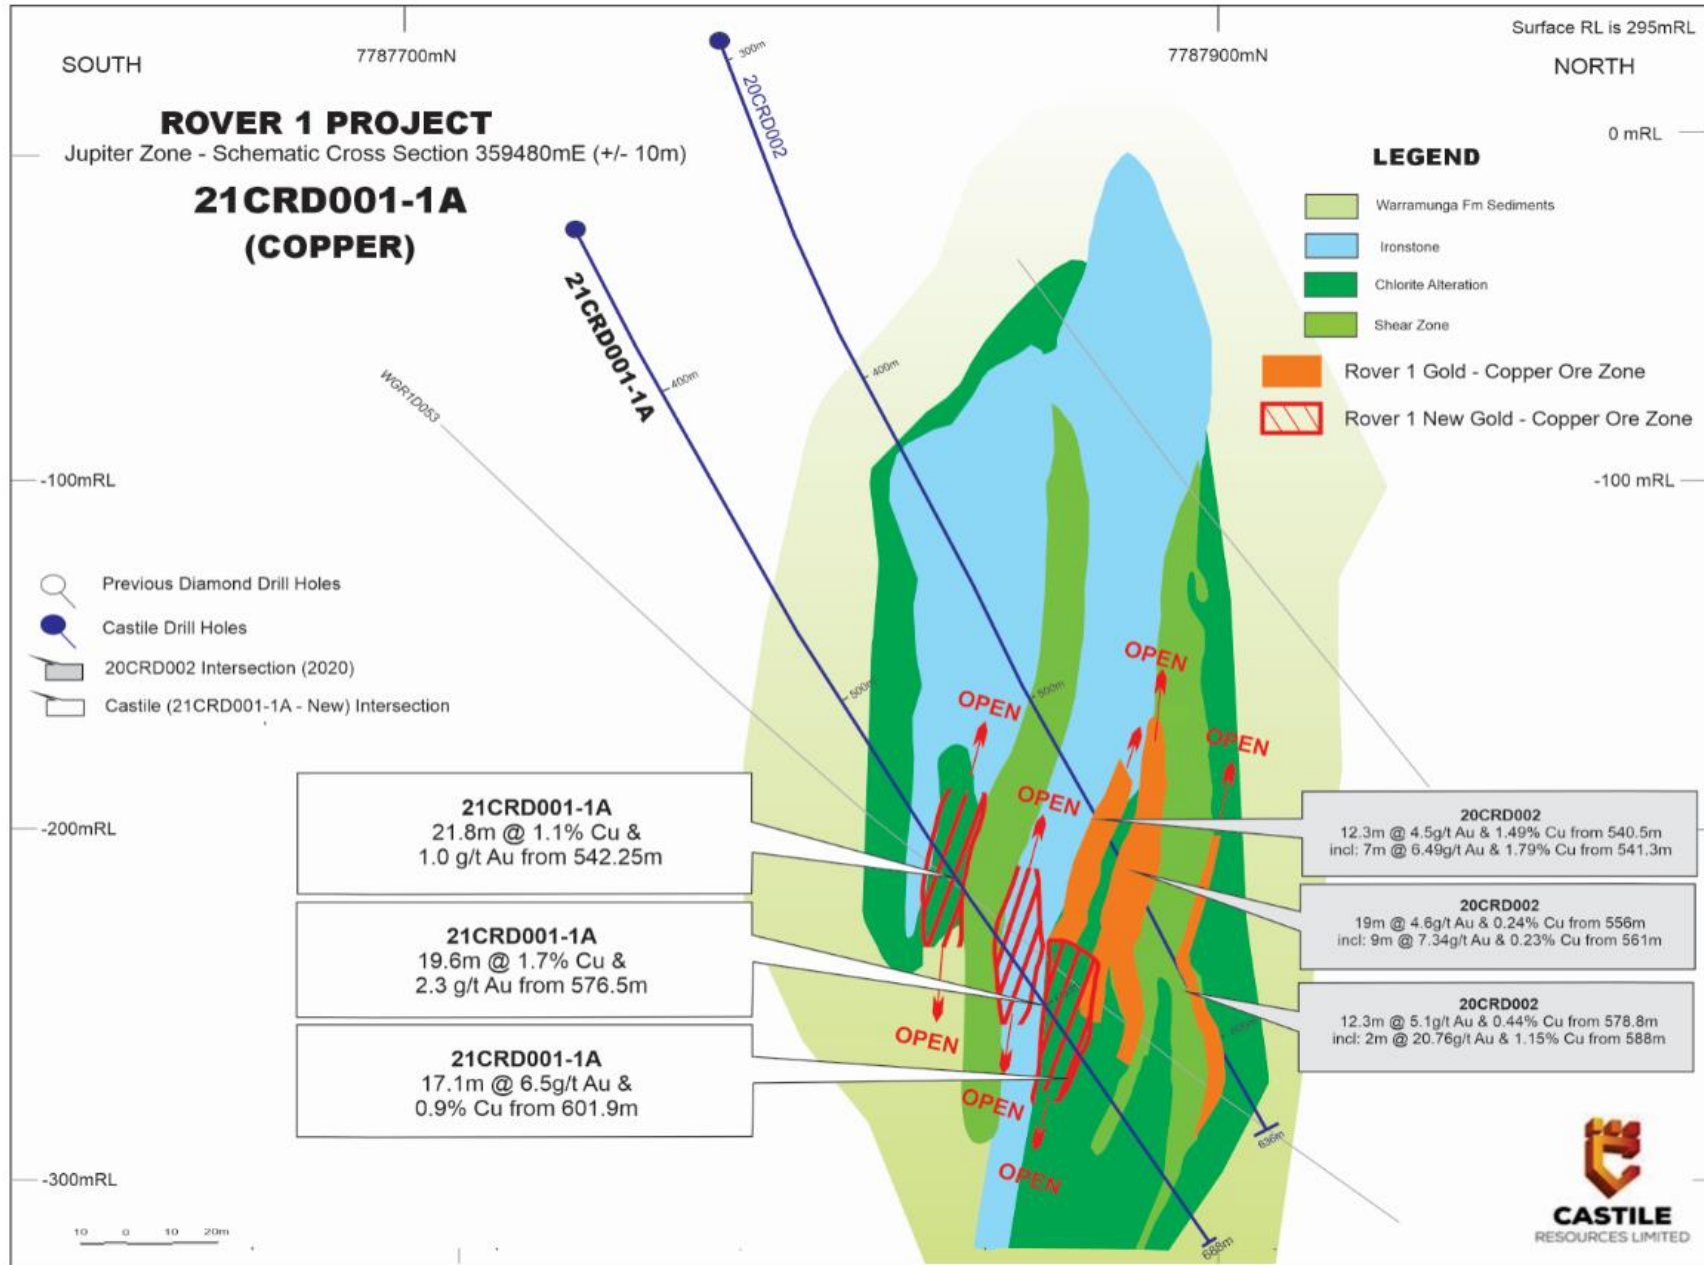 Surface RL is 295mRL
SOUTH
7787700mN
7787900mN
NORTH
300m
20CRD002
0 mRL
ROVER 1 PROJECT
Jupiter Zone - Schematic Cross Section 359480mE (+/- 10m)
21CRD001-1A
(COPPER)
LEGEND
Warramunga Fm Sediments
Ironstone
Chlorite Alteration
Shear Zone
Rover 1 Gold - Copper Ore Zone
Rover 1 New Gold - Copper Ore Zone
21CRD001-1A
400m
400m
WGR1D053
-100mRL
-100 mRL
Previous Diamond Drill Holes
Castile Drill Holes
20CRD002 Intersection (2020)
Castile (21CRD001-1A - New) Intersection
500m
500m
OPEN
OPEN
OPEN
OPEN
21CRD001-1A
21.8m @ 1.1% Cu &
1.0 g/t Au from 542.25m
-200mRL
20CRD002
12.3m @ 4.5g/t Au & 1.49% Cu from 540.5m
incl: 7m @ 6.49g/t Au & 1.79% Cu from 541.3m
21CRD001-1A
19.6m @ 1.7% Cu &
2.3 g/t Au from 576.5m
20CRD002
19m @ 4.6g/t Au & 0.24% Cu from 556m
incl: 9m @ 7.34g/t Au & 0.23% Cu from 561m
20CRD002
12.3m @ 5.1g/t Au & 0.44% Cu from 578.8m
incl: 2m @ 20.76g/t Au & 1.15% Cu from 588m
21CRD001-1A
17.1m @ 6.5g/t Au &
0.9% Cu from 601.9m
OPEN
OPEN
OPEN
636m
688m
-300mRL
10 0 10 20m
CASTILE
RESOURCES LIMITED